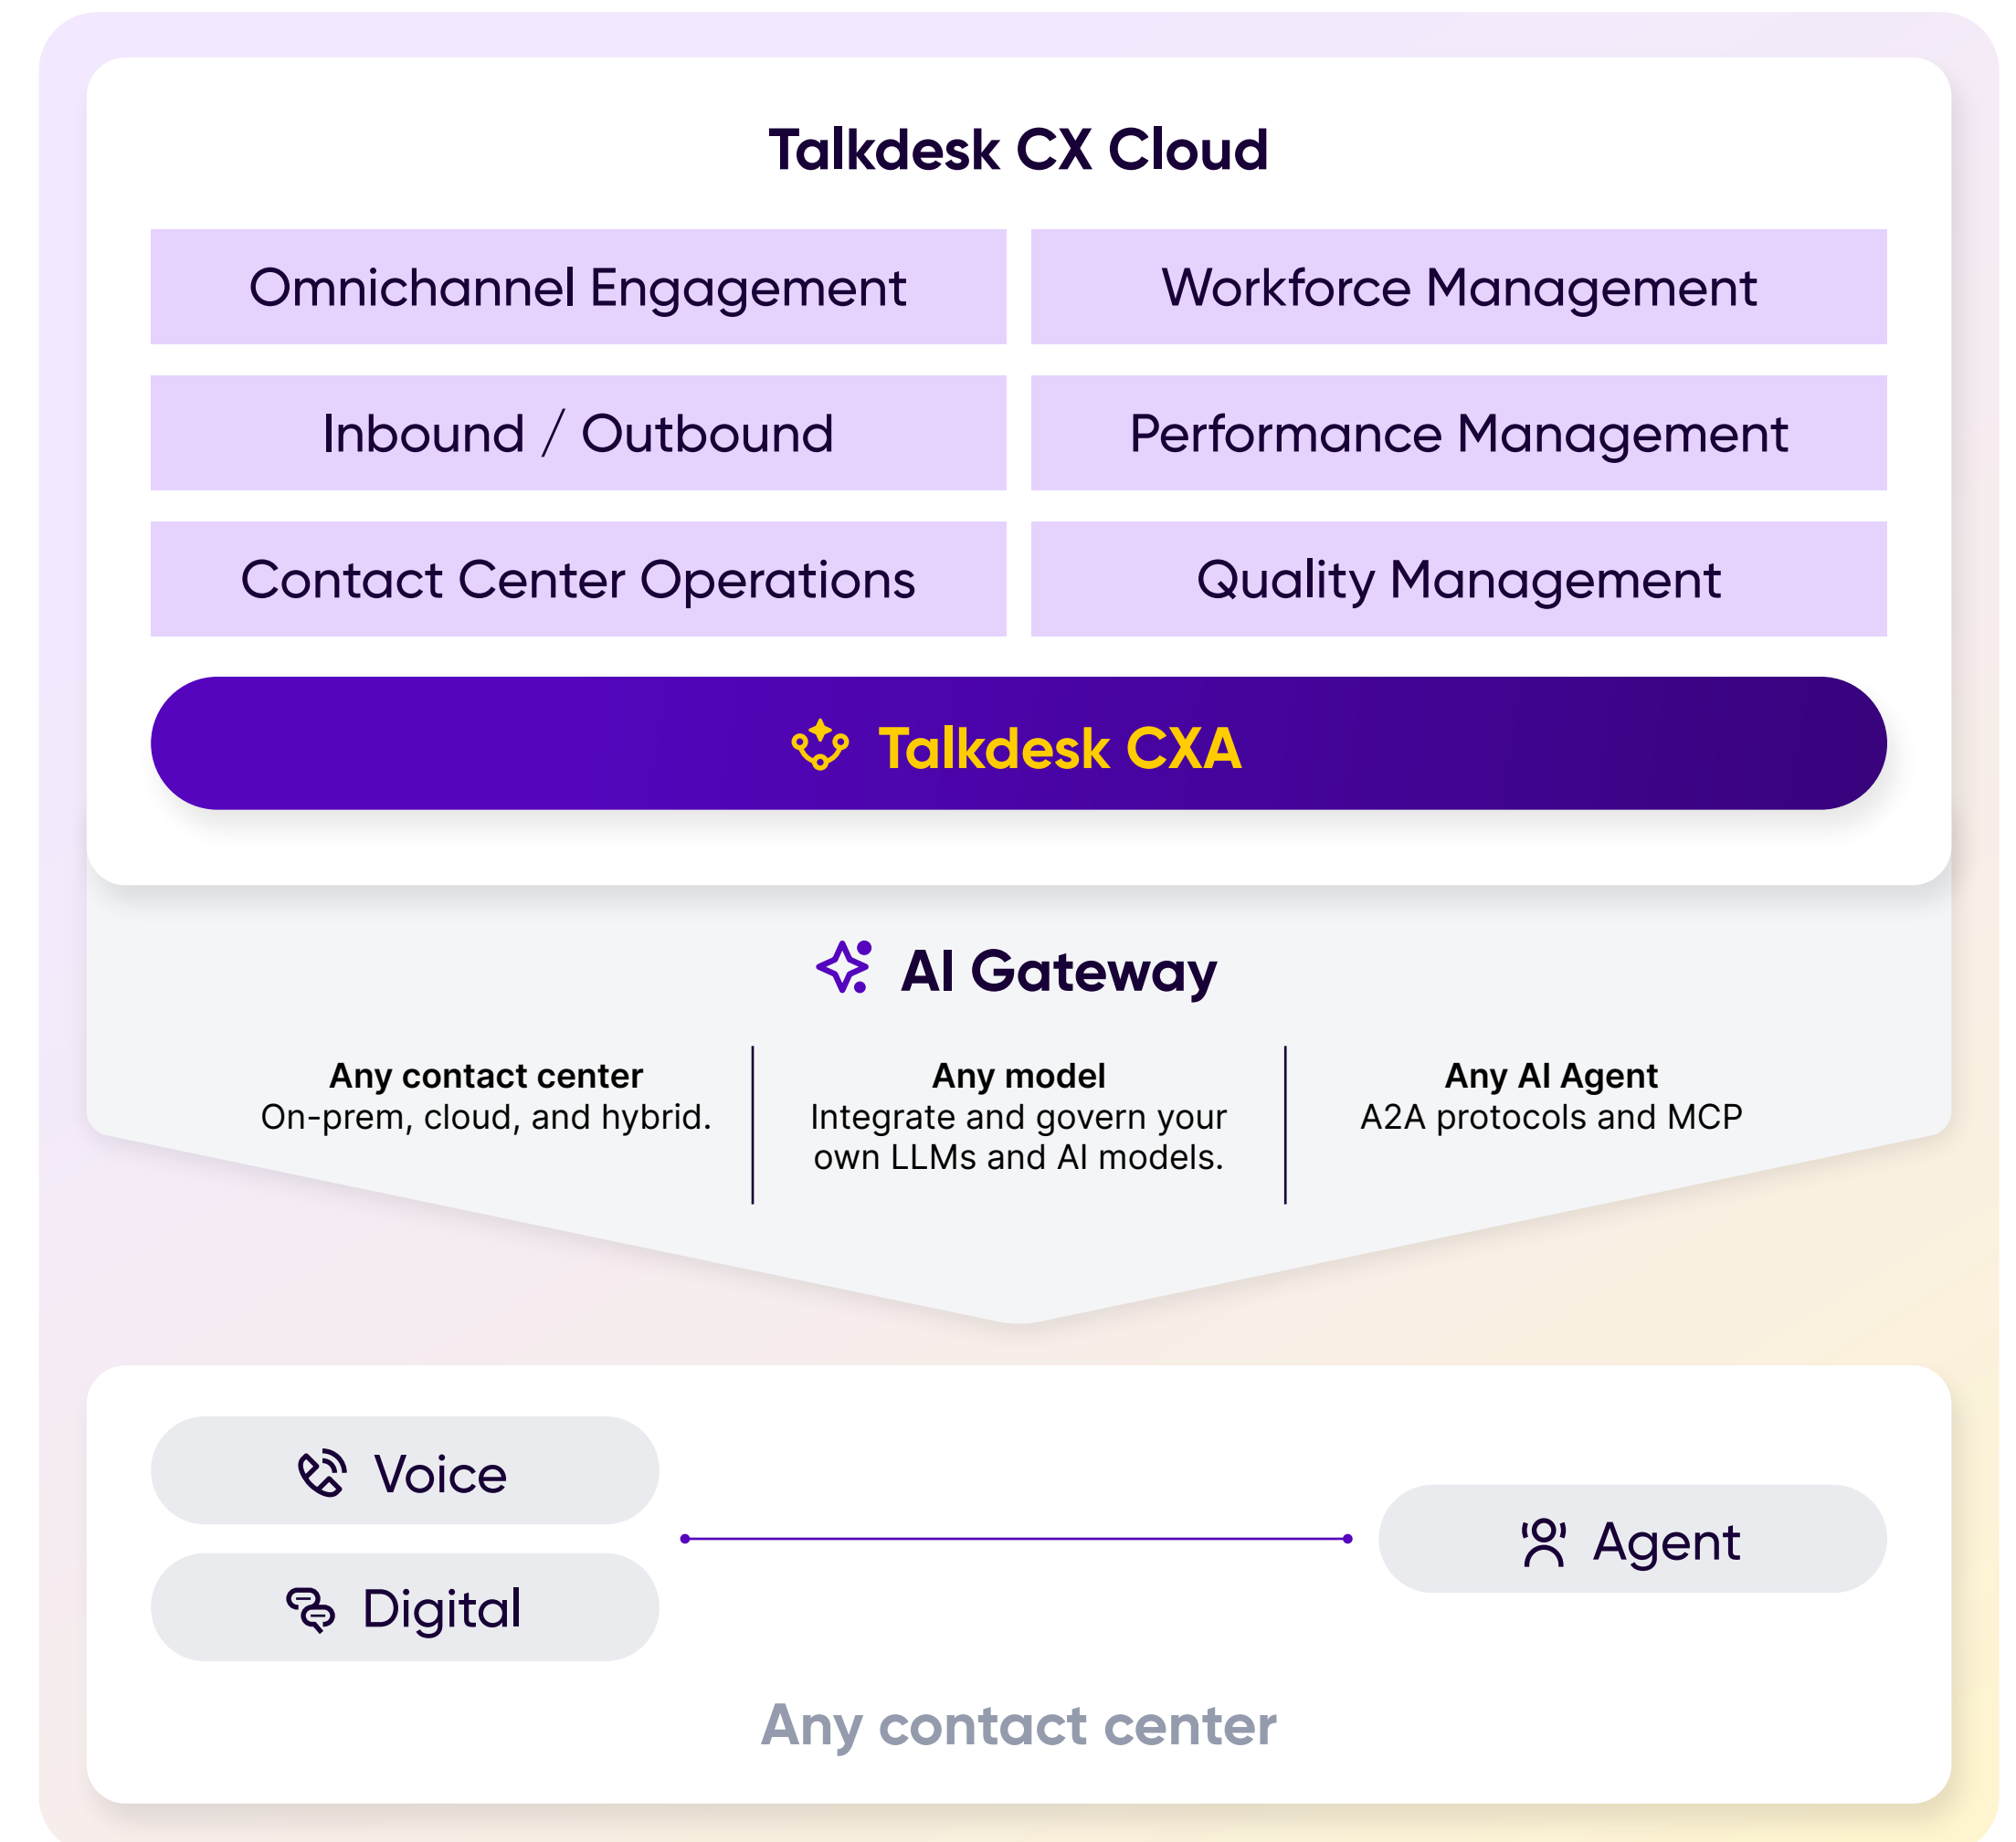 Talkdesk CX Cloud
Omnichannel Engagement
Workforce Management
Inbound / Outbound
Performance Management
Contact Center Operations
Quality Management
Talkdesk CXA
AI Gateway
Any contact center
On-prem, cloud, and hybrid.
Any model
Integrate and govern your
own LLMs and AI models.
Any AI Agent
A2A protocols and MCP
Voice
Digital
Agent
Any contact center